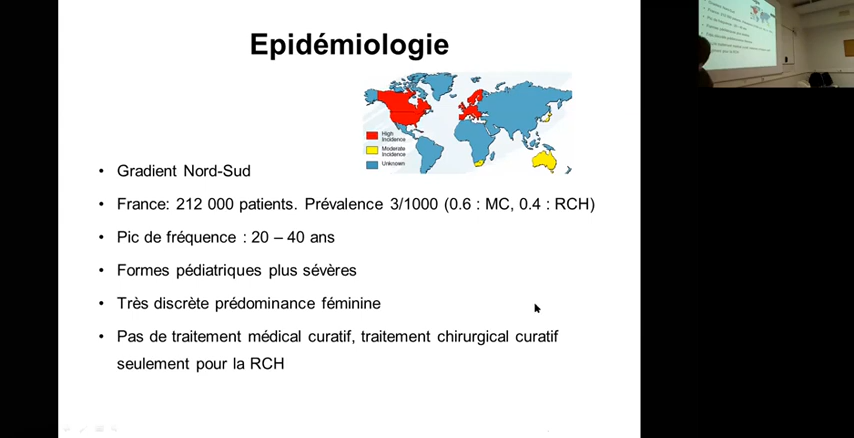 Epidémiologie
High
Incidence
Moderate
Incidence
Unknown
• Gradient Nord-Sud
• France: 212 000 patients. Prévalence 3/1000 (0.6 : MC, 0.4 : RCH)
• Pic de fréquence : 20 – 40 ans
• Formes pédiatriques plus sévères
• Très discrète prédominance féminine
• Pas de traitement médical curatif, traitement chirurgical curatif
seulement pour la RCH